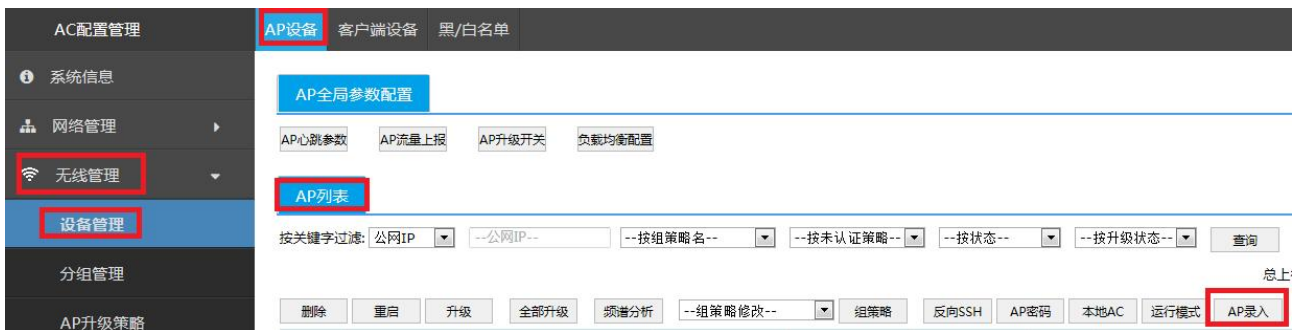 AC配置管理
AP设备 客户端设备 黑/白名单
系统信息
AP全局参数配置
网络管理
AP心跳参数 AP流量上报 AP升级开关 负载均衡配置
无线管理
AP列表
设备管理
按关键字过滤: 公网IP --公网IP-- --按组策略名-- --按未认证策略-- --按状态-- --按升级状态-- 查询
分组管理
总上
删除 重启 升级 全部升级 频谱分析 --组策略修改-- 组策略 反向SSH AP密码 本地AC 运行模式 AP录入
AP升级策略